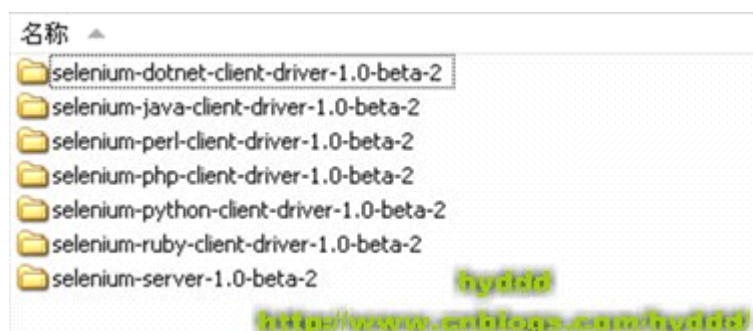 名称
selenium-dotnet-client-driver-1.0-beta-2
selenium-java-client-driver-1.0-beta-2
selenium-perl-client-driver-1.0-beta-2
selenium-php-client-driver-1.0-beta-2
selenium-python-client-driver-1.0-beta-2
selenium-ruby-client-driver-1.0-beta-2
selenium-server-1.0-beta-2
hyddd
http://www.cnblogs.com/hyddd/